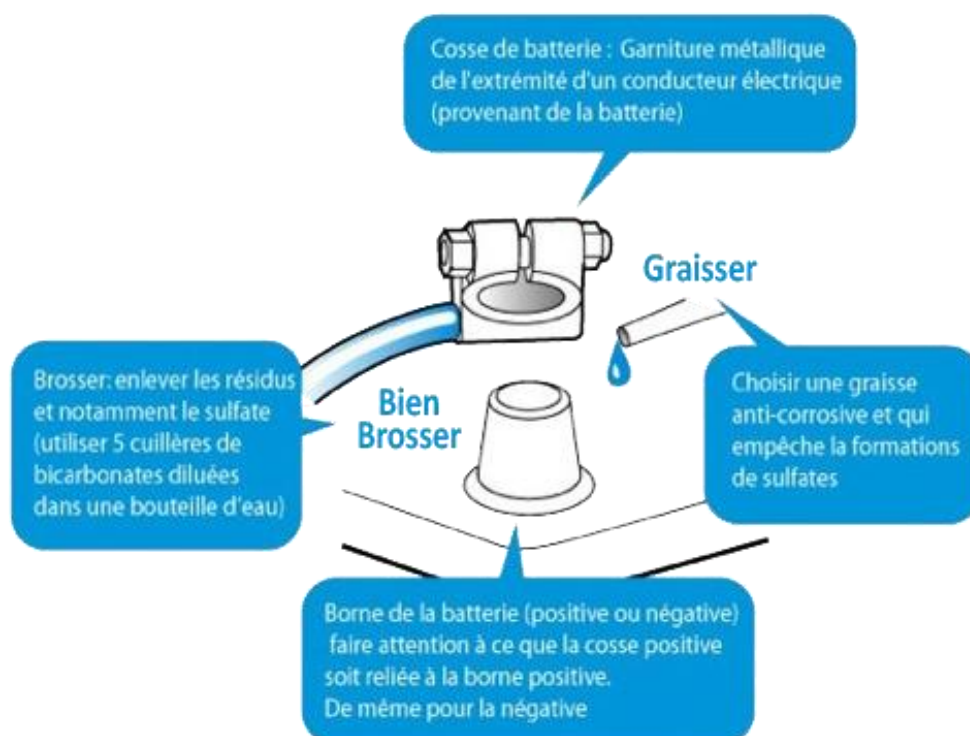 Cosse de batterie : Garniture métallique
de l'extrémité d'un conducteur électrique
(provenant de la batterie)
Graisser
Brosser: enlever les résidus
et notamment le sulfate
(utiliser 5 cuillères de
bicarbonates diluées
dans une bouteille d'eau)
Bien
Brosser
Choisir une graisse
anti-corrosive et qui
empêche la formations
de sulfates
Borne de la batterie (positive ou négative)
faire attention à ce que la cosse positive
soit reliée à la borne positive.
De même pour la négative